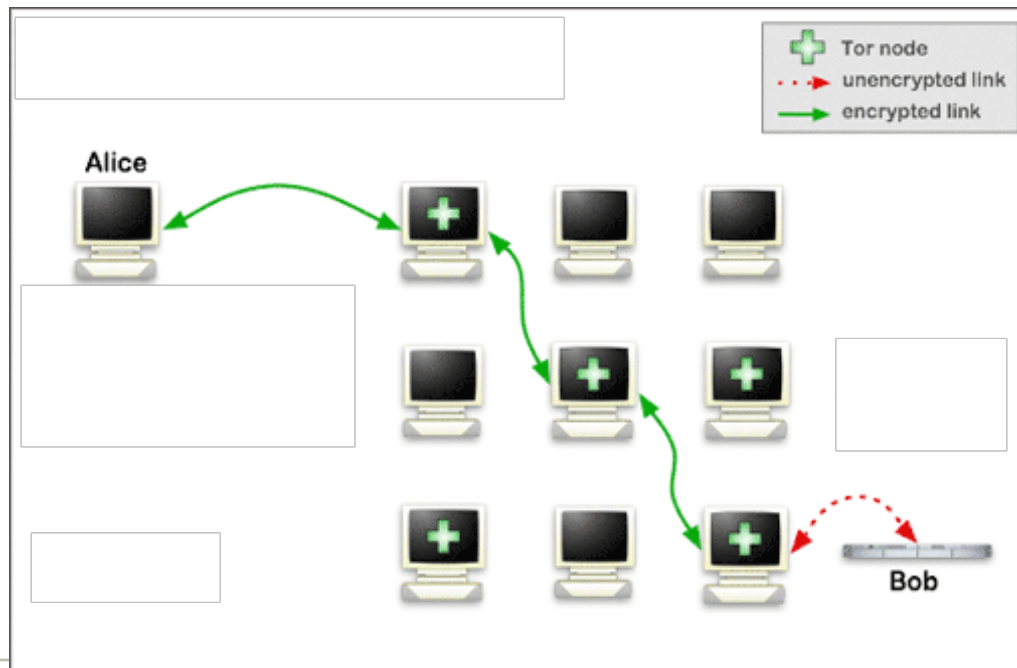 Tor node
unencrypted link
encrypted link
Alice
Bob